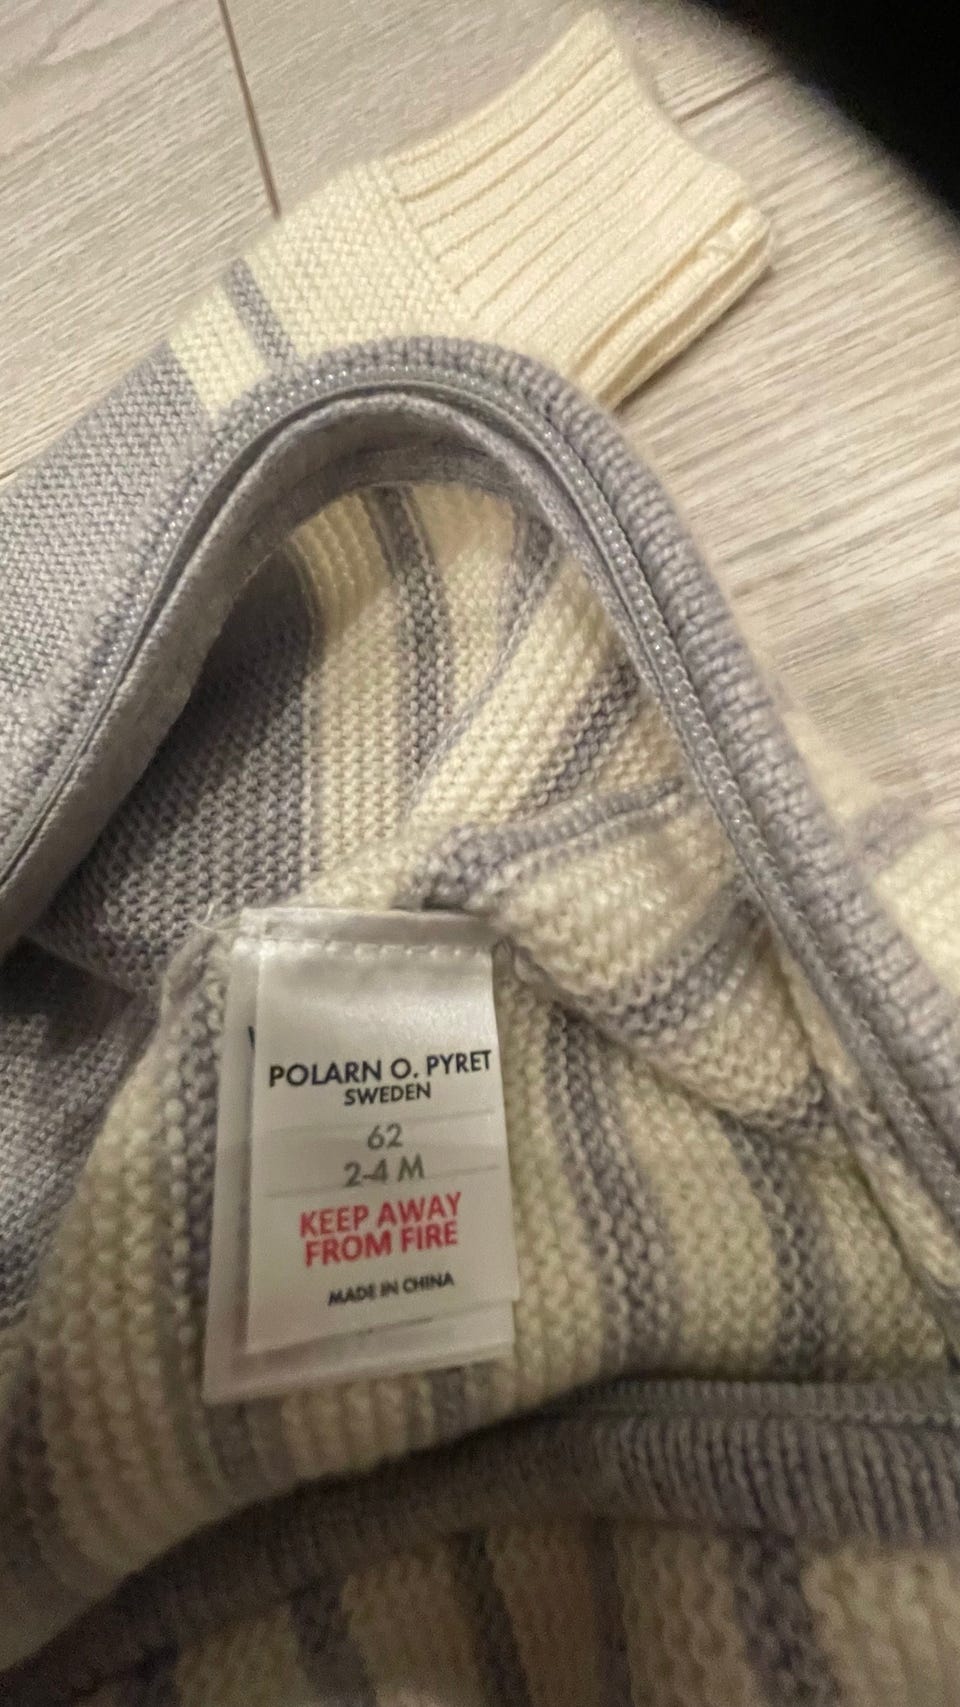 POLARN O. PYRET
SWEDEN
62
2-4 M
KEEP AWAY
FROM FIRE
MADE IN CHINA